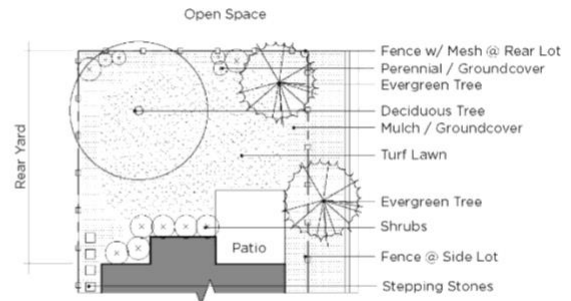 Open Space
Fence w/ Mesh @ Rear Lot
Perennial / Groundcover
Evergreen Tree
Deciduous Tree
Mulch / Groundcover
Turf Lawn
Rear Yard
Evergreen Tree
Shrubs
Patio
Fence @ Side Lot
Stepping Stones